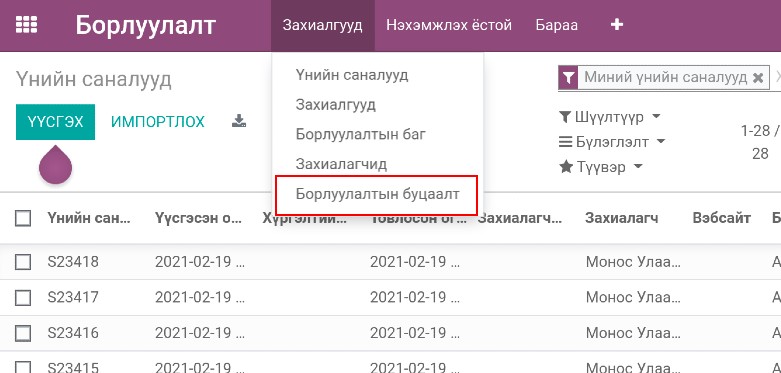 Борлуулалт
Захиалгууд
Нэхэмжлэх ёстой
Бараа
Үнийн саналууд
Захиалгууд
Борлуулалтын баг
Захиалагчид
Борлуулалтын буцаалт
Үнийн саналууд
Миний үнийн саналууд
ҮҮСГЭХ
ИМПОРТЛОХ
Шүүлтүүр
Бүлэглэлт
Түүвэр
1-28 /
28
Үнийн сан... Үүсгэсэн о... Хүргэлтий... Товлосон ог... Захиалагч... Захиалагч Вэбсайт Б
S23418 2021-02-19 ... 2021-02-19 ... Монос Улаа... А
S23417 2021-02-19 ... 2021-02-19 ... Монос Улаа... А
S23416 2021-02-19 ... 2021-02-19 ... Монос Улаа... А
S23415 2021-02-19 ... 2021-02-19 ... Монос Улаа... А